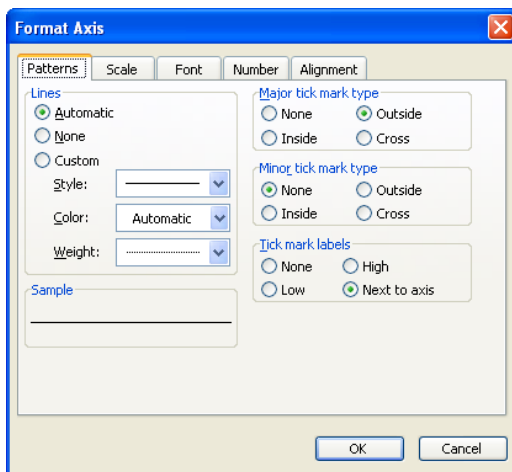 Format Axis
Patterns Scale Font Number Alignment
Lines
Automatic
None
Custom
Style:
Color: Automatic
Weight:
Sample
Major tick mark type
None Outside
Inside Cross
Minor tick mark type
None Outside
Inside Cross
Tick mark labels
None High
Low Next to axis
OK Cancel